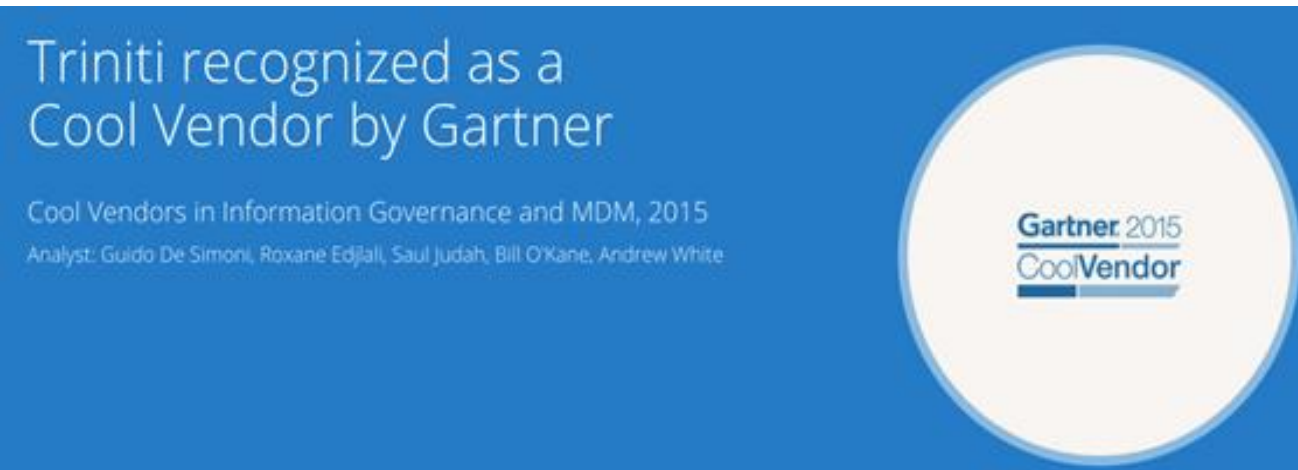 Triniti recognized as a
Cool Vendor by Gartner
Cool Vendors in Information Governance and MDM, 2015
Analyst: Guido De Simoni, Roxane Edjlali, Saul Judah, Bill O'Kane, Andrew White
Gartner 2015
CoolVendor